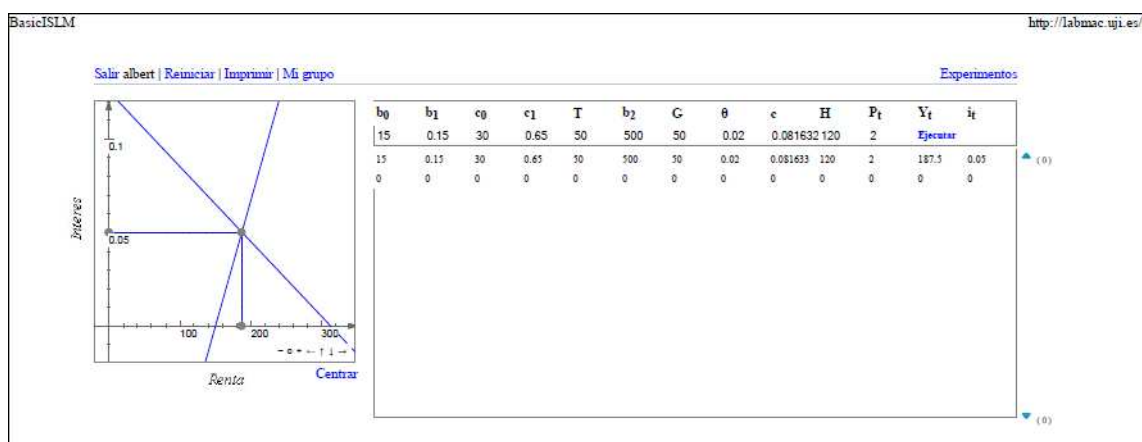 BasicISLM http://labmac.uji.es/
Salir albert | Reiniciar | Imprimir | Mi grupo Experimentos
b0 b1 c0 c1 T b2 G θ c H Pt Yt it
15 0.15 30 0.65 50 500 50 0.02 0.081632 120 2 Ejecutar
15 0.15 30 0.65 50 500 50 0.02 0.081633 120 2 187.5 0.05 (0)
0 0 0 0 0 0 0 0 0 0 0 0 0
0.1
Interes
0.05
100 200 300
- o + ← ↑ ↓ →
Renta Centrar
(0)